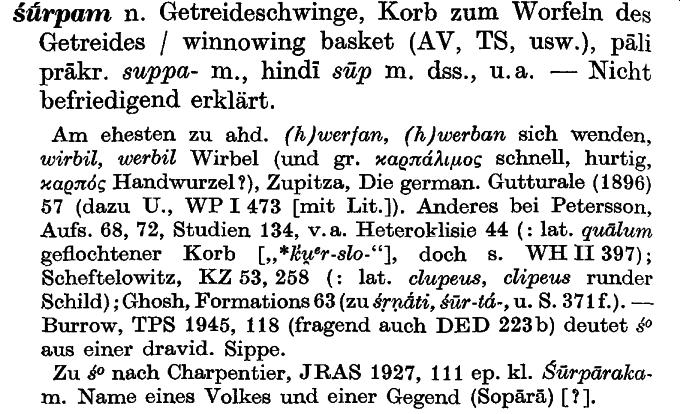 śū́rpam n. Getreideschwinge, Korb zum Worfeln des
Getreides / winnowing basket (AV, TS, usw.), pāli
prākr. suppa- m., hindī sūp m. dss., u. a. — Nicht
befriedigend erklärt.
Am ehesten zu ahd. (h)werfan, (h)werban sich wenden,
wirbil, werbil Wirbel (und gr. καρπάλιμος schnell, hurtig,
καρπός Handwurzel?), Zupitza, Die german. Gutturale (1896)
57 (dazu U., WP I 473 [mit Lit.]). Anderes bei Petersson,
Aufs. 68, 72, Studien 134, v. a. Heteroklisie 44 (: lat. quālum
geflochtener Korb [„*k̑u̯ᵉr-slo-“], doch s. WH II 397);
Scheftelowitz, KZ 53, 258 (: lat. clupeus, clipeus runder
Schild); Ghosh, Formations 63 (zu śṛṇā́ti, śūr-tá-, u. S. 371 f.). —
Burrow, TPS 1945, 118 (fragend auch DED 223 b) deutet ś°
aus einer dravid. Sippe.
Zu ś° nach Charpentier, JRAS 1927, 111 ep. kl. Śūrpāraka-
m. Name eines Volkes und einer Gegend (Sopārā) [?].